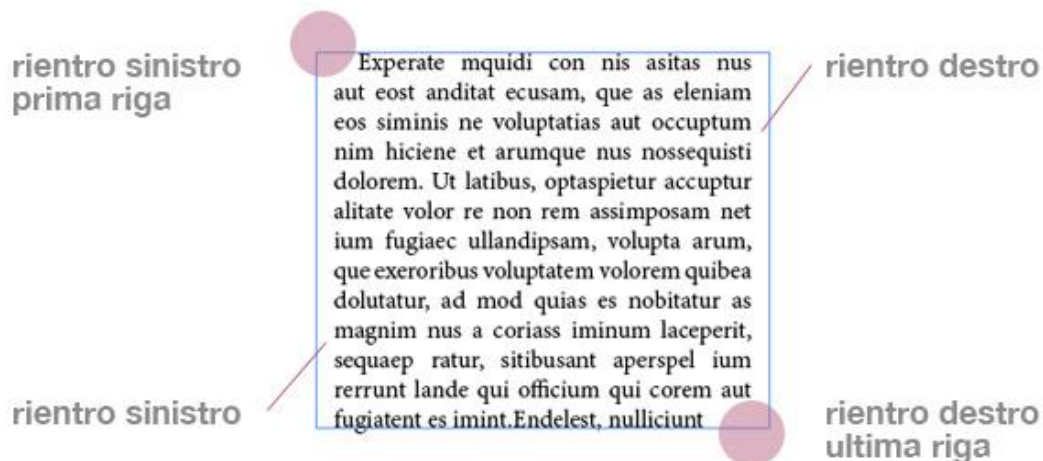 rientro sinistro
prima riga
rientro destro
Experate mquidi con nis asitas nus
aut eost anditat ecusam, que as eleniam
eos siminis ne voluptatias aut occuptum
nim hiciene et arumque nus nossequisti
dolorem. Ut latibus, optaspietur accuptur
alitate volor re non rem assimposam net
ium fugiaec ullandipsam, volupta arum,
que exeroribus voluptatem volorem quibea
dolutatur, ad mod quias es nobitatur as
magnim nus a coriass iminum laceperit,
sequaep ratur, sitibusant aperspel ium
rerrunt lande qui officium qui corem aut
fugiatent es imint.Endelest, nulliciunt
rientro sinistro
rientro destro
ultima riga